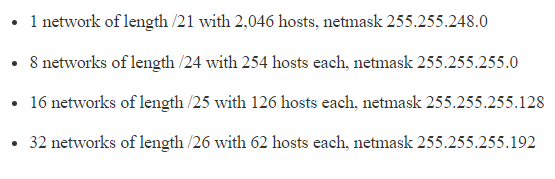 • 1 network of length /21 with 2,046 hosts, netmask 255.255.248.0
• 8 networks of length /24 with 254 hosts each, netmask 255.255.255.0
• 16 networks of length /25 with 126 hosts each, netmask 255.255.255.128
• 32 networks of length /26 with 62 hosts each, netmask 255.255.255.192